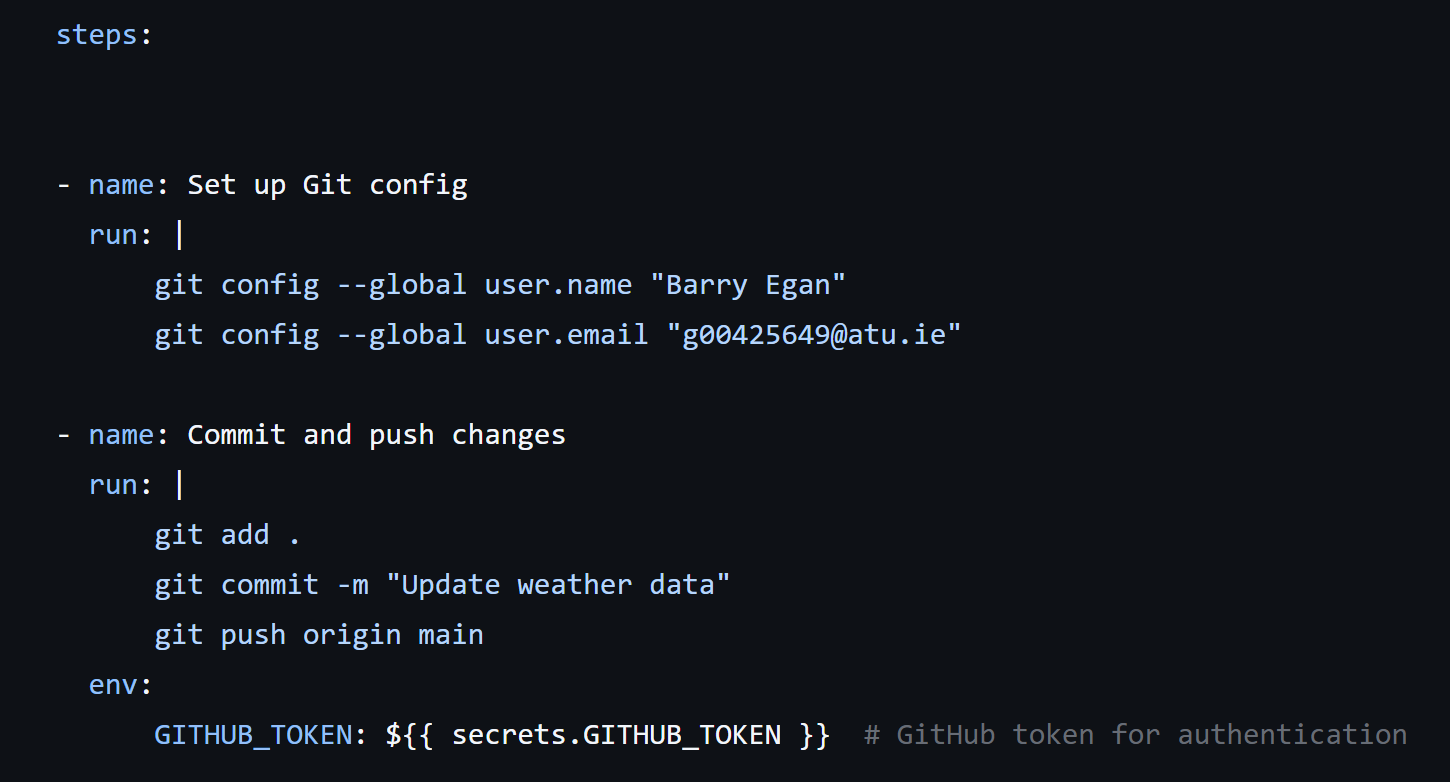 steps:
- name: Set up Git config
run: |
git config --global user.name "Barry Egan"
git config --global user.email "g00425649@atu.ie"
- name: Commit and push changes
run: |
git add .
git commit -m "Update weather data"
git push origin main
env:
GITHUB_TOKEN: ${{ secrets.GITHUB_TOKEN }}  # GitHub token for authentication